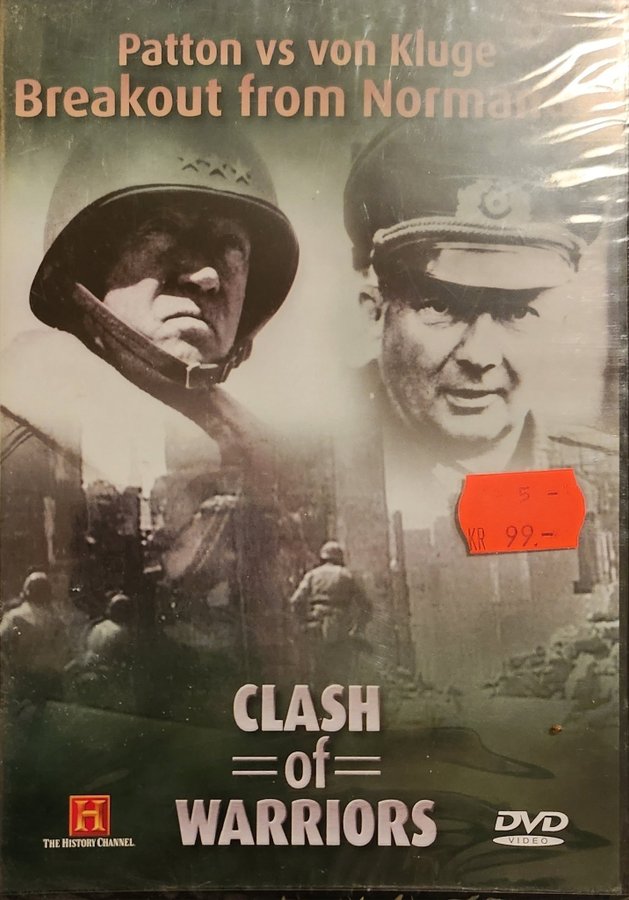 Patton vs von Kluge
Breakout from Norman
5 -
KR 99.-
CLASH
of
WARRIORS
H
THE HISTORY CHANNEL.
DVD
VIDEO